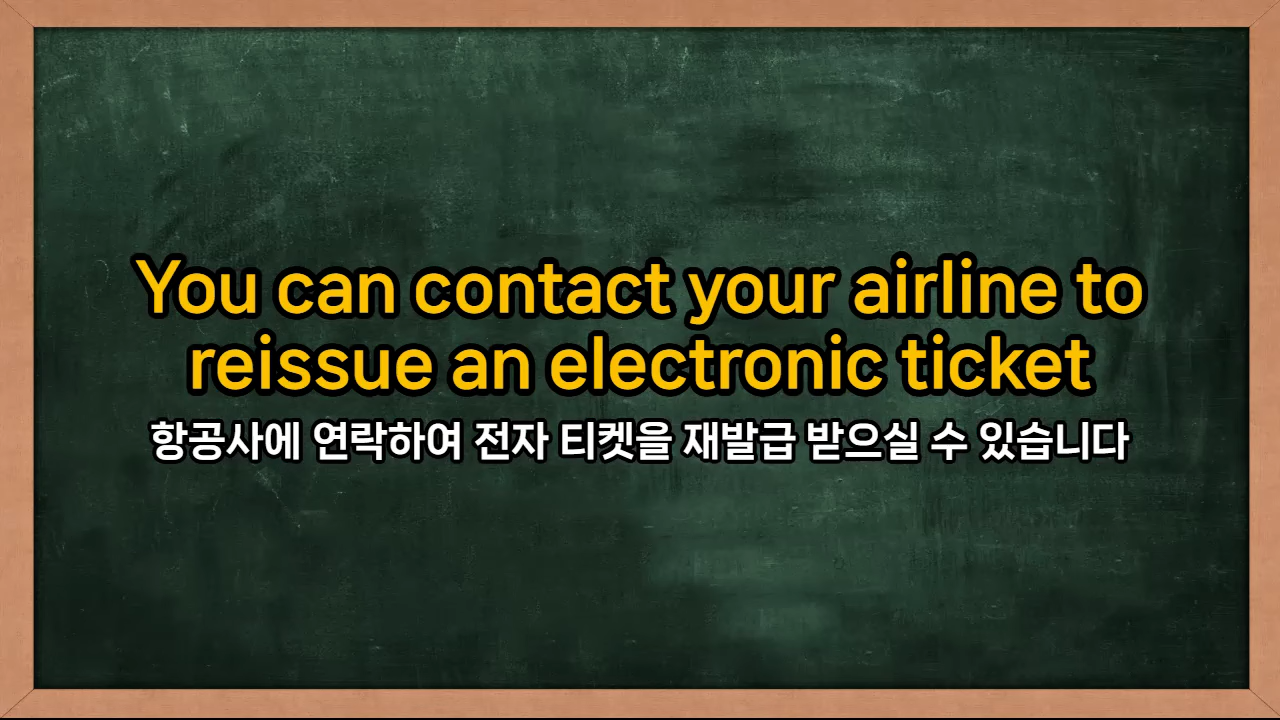 You can contact your airline to
reissue an electronic ticket
항공사에 연락하여 전자 티켓을 재발급 받으실 수 있습니다